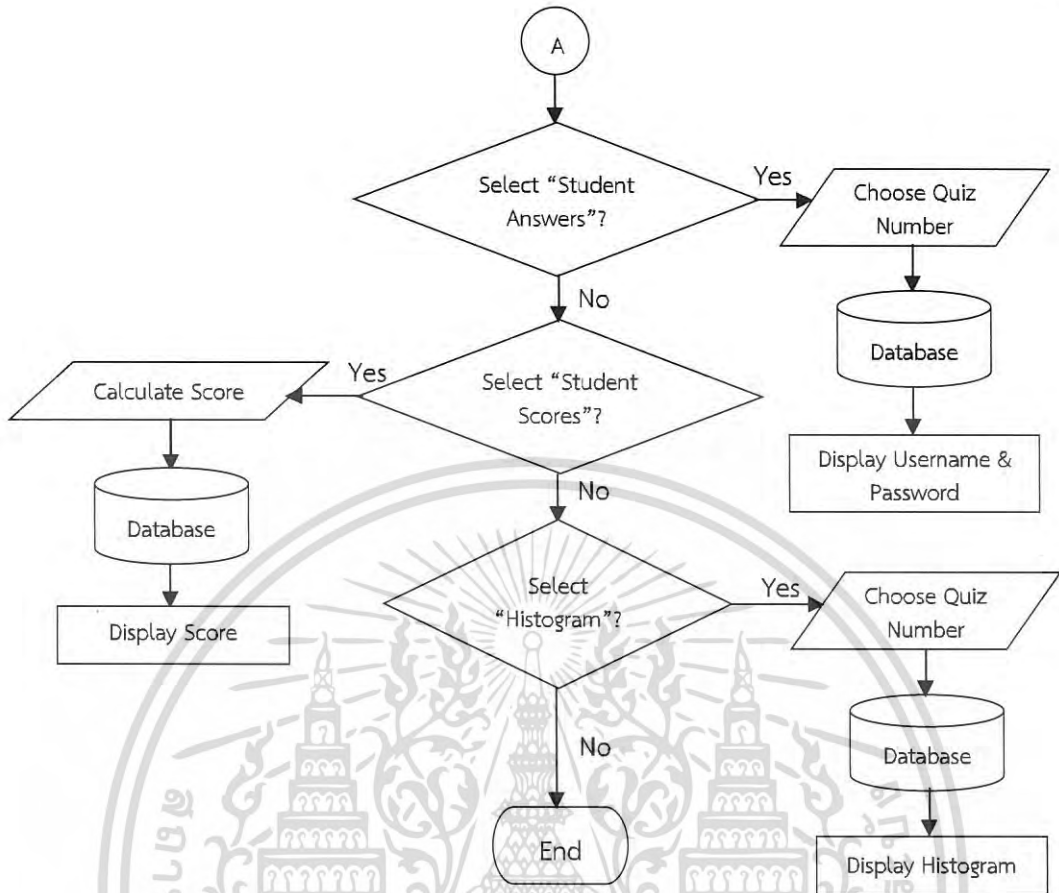 A
Select “Student
Answers”?
Yes
Choose Quiz
Number
Database
Display Username &
Password
No
Select “Student
Scores”?
Yes
Calculate Score
Database
Display Score
No
Select
“Histogram”?
Yes
Choose Quiz
Number
Database
Display Histogram
No
End